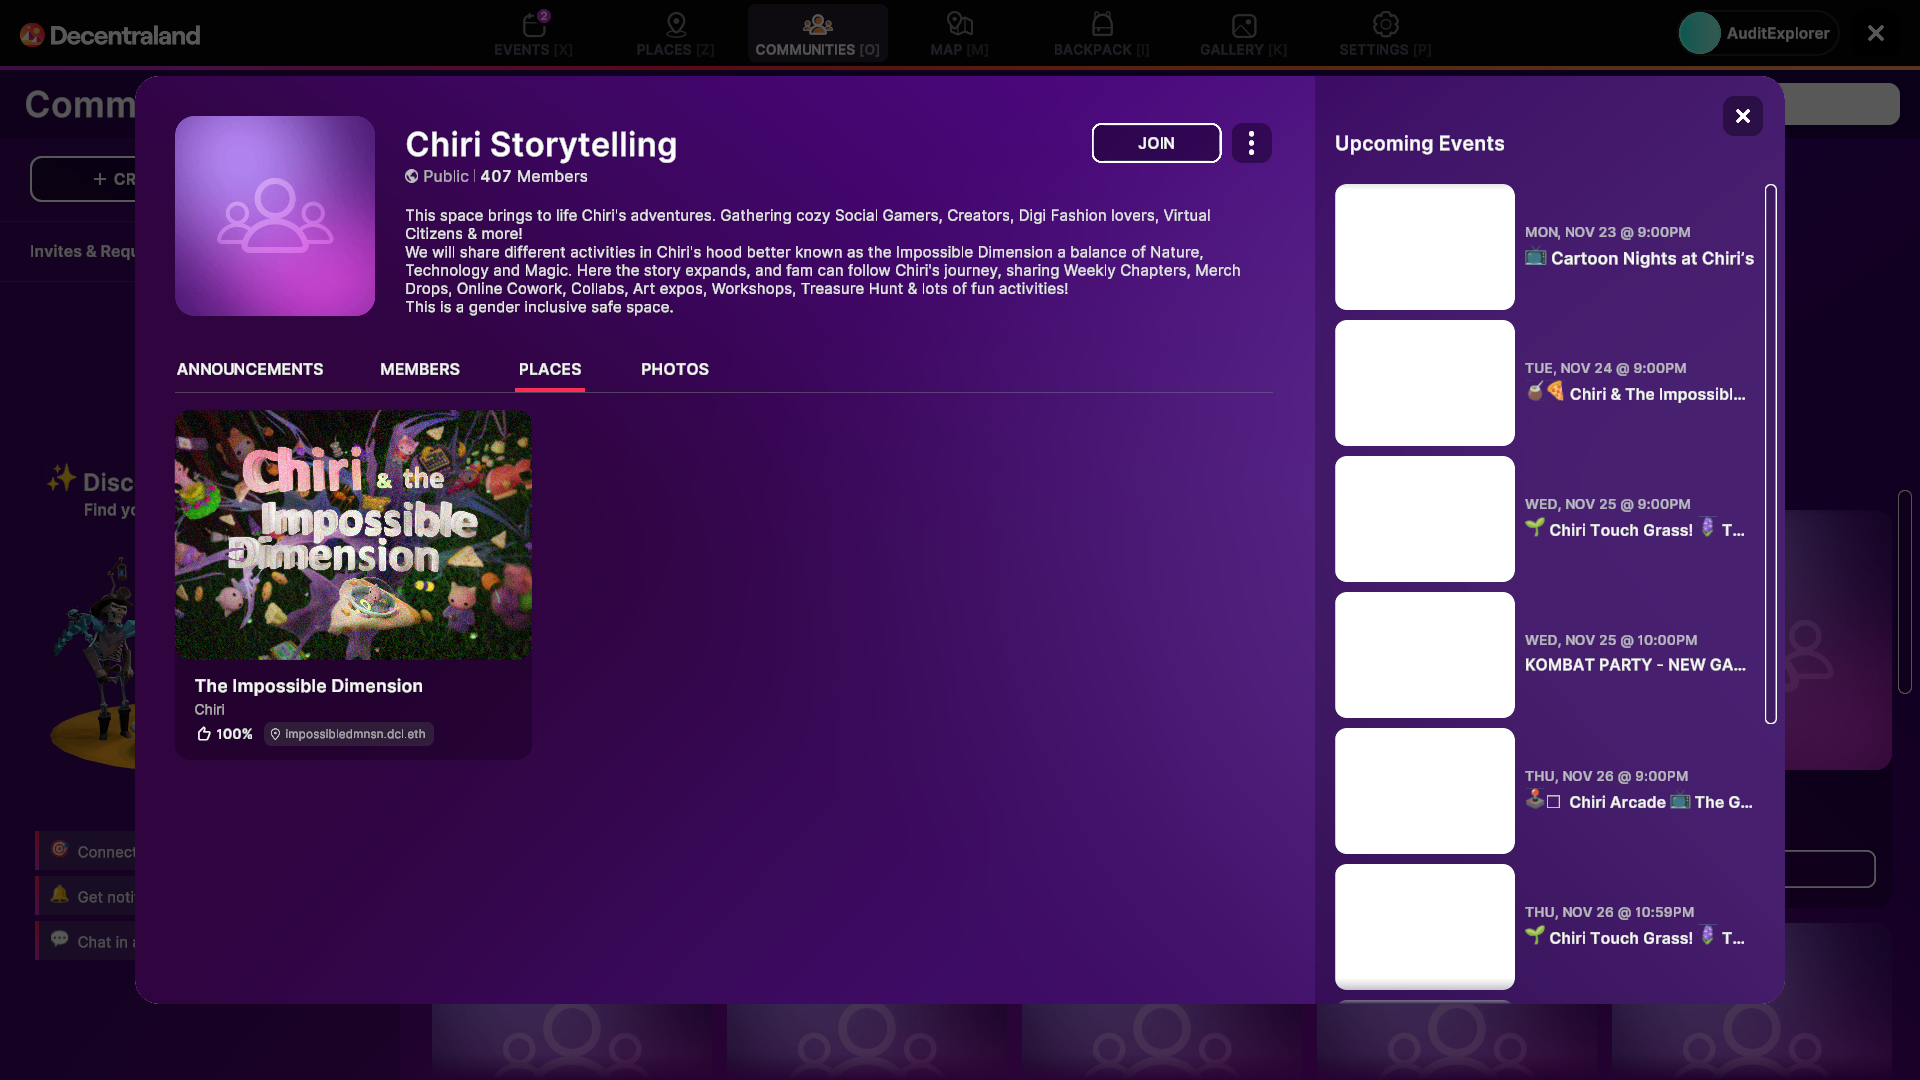 Decentraland
2
EVENTS [X]
PLACES [Z]
COMMUNITIES [O]
MAP [M]
BACKPACK [I]
GALLERY [K]
SETTINGS [P]
AuditExplorer
Comm
+ CR
Invites & Requ
Disc
Find yo
Connect
Get noti
Chat in a
Chiri Storytelling
Public | 407 Members
JOIN
This space brings to life Chiri's adventures. Gathering cozy Social Gamers, Creators, Digi Fashion lovers, Virtual
Citizens & more!
We will share different activities in Chiri's hood better known as the Impossible Dimension a balance of Nature,
Technology and Magic. Here the story expands, and fam can follow Chiri's journey, sharing Weekly Chapters, Merch
Drops, Online Cowork, Collabs, Art expos, Workshops, Treasure Hunt & lots of fun activities!
This is a gender inclusive safe space.
ANNOUNCEMENTS
MEMBERS
PLACES
PHOTOS
Chiri & the
Impossible
Dimension
The Impossible Dimension
Chiri
100%
impossibledmnsn.dcl.eth
Upcoming Events
MON, NOV 23 @ 9:00PM
📺 Cartoon Nights at Chiri's
TUE, NOV 24 @ 9:00PM
🧉🍕 Chiri & The Impossibl...
WED, NOV 25 @ 9:00PM
🌱 Chiri Touch Grass! 🪻 T...
WED, NOV 25 @ 10:00PM
KOMBAT PARTY - NEW GA...
THU, NOV 26 @ 9:00PM
🕹□ Chiri Arcade 📺 The G...
THU, NOV 26 @ 10:59PM
🌱 Chiri Touch Grass! 🪻 T...